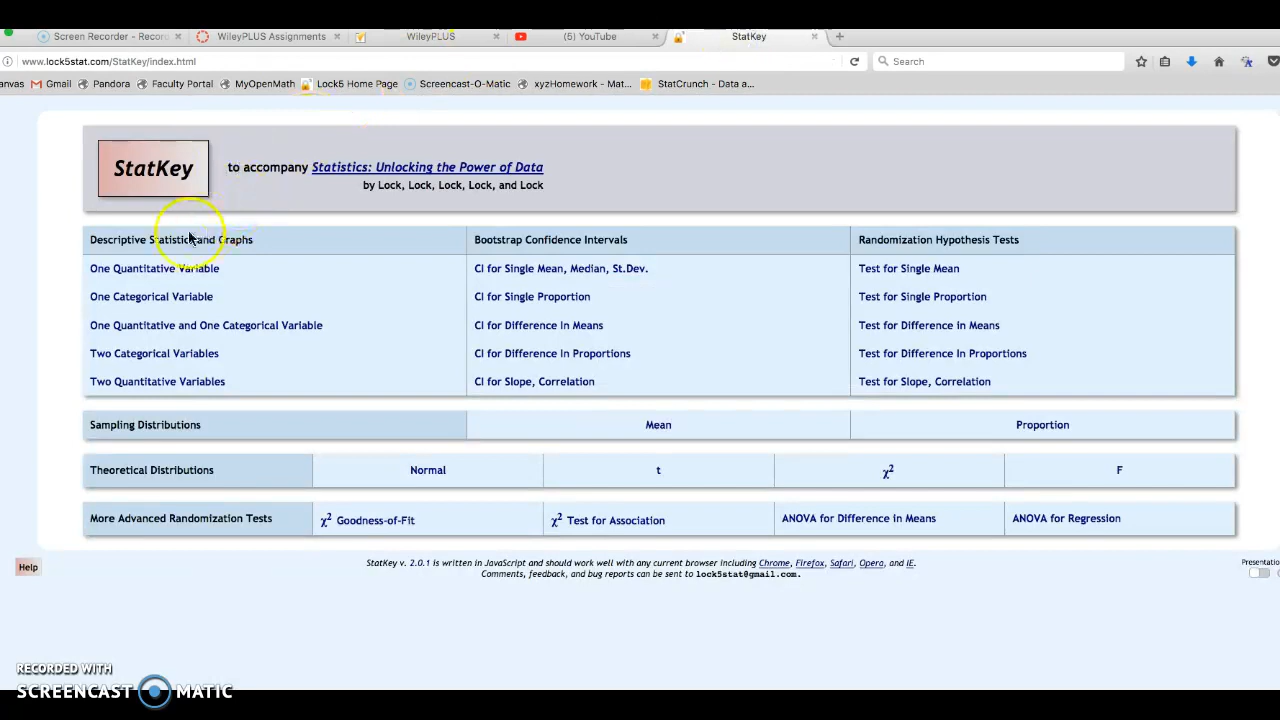 Screen Recorder - Recor
WileyPLUS Assignments
WileyPLUS
(6) YouTube
StatKey
www.lock5stat.com/StatKey/index.html
Search
anvas
Gmail
Pandora
Faculty Portal
MyOpenMath
Lock5 Home Page
Screencast-O-Matic
xyzHomework - Mat...
StatCrunch - Data a...
StatKey
to accompany Statistics: Unlocking the Power of Data
by Lock, Lock, Lock, Lock, and Lock
Descriptive Statistics and Graphs
Bootstrap Confidence Intervals
Randomization Hypothesis Tests
One Quantitative Variable
CI for Single Mean, Median, St.Dev.
Test for Single Mean
One Categorical Variable
CI for Single Proportion
Test for Single Proportion
One Quantitative and One Categorical Variable
CI for Difference In Means
Test for Difference In Means
Two Categorical Variables
CI for Difference In Proportions
Test for Difference In Proportions
Two Quantitative Variables
CI for Slope, Correlation
Test for Slope, Correlation
Sampling Distributions
Mean
Proportion
Theoretical Distributions
Normal
t
χ2
F
More Advanced Randomization Tests
χ2 Goodness-of-Fit
χ2 Test for Association
ANOVA for Difference in Means
ANOVA for Regression
Help
StatKey v. 2.0.1 is written in JavaScript and should work well with any current browser including Chrome, Firefox, Safari, Opera, and IE.
Comments, feedback, and bug reports can be sent to lock5stat@gmail.com.
Presentatio
RECORDED WITH
SCREENCAST MATIC